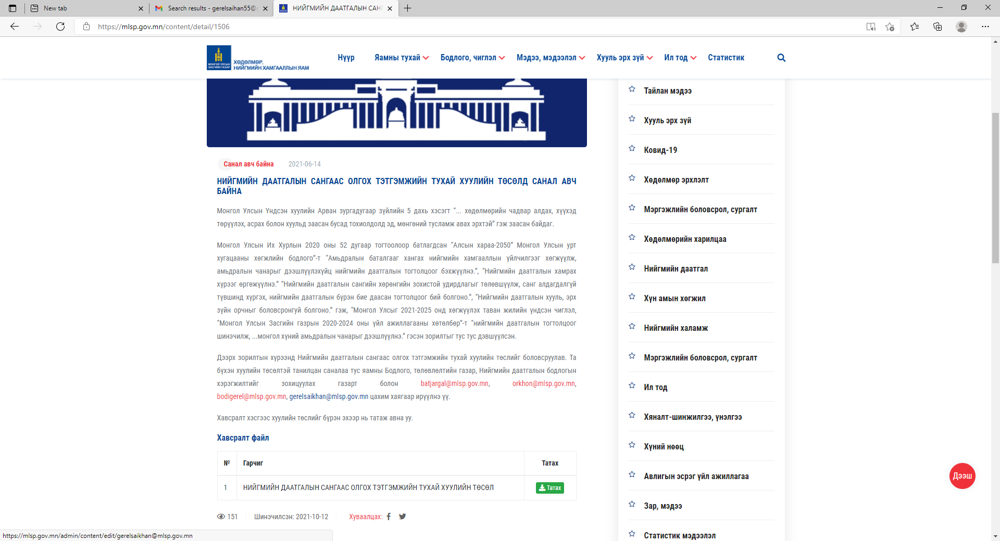 New tab
Search results - gerelsaihan55@g
НИЙГМИЙН ДААТГАЛЫН САНГ
https://mlsp.gov.mn/content/detail/1506
МОНГОЛ УЛСЫН
ЗАСГИЙН ГАЗАР
ХӨДӨЛМӨР,
НИЙГМИЙН ХАМГААЛЛЫН ЯАМ
Нүүр
Яамны тухай
Бодлого, чиглэл
Мэдээ, мэдээлэл
Хууль эрх зүй
Ил тод
Статистик
Санал авч байна
2021-06-14
НИЙГМИЙН ДААТГАЛЫН САНГААС ОЛГОХ ТЭТГЭМЖИЙН ТУХАЙ ХУУЛИЙН ТӨСӨЛД САНАЛ АВЧ
БАЙНА
Монгол Улсын Үндсэн хуулийн Арван зургадугаар зүйлийн 5 дахь хэсэгт “... хөдөлмөрийн чадвар алдах, хүүхэд
төрүүлэх, асрах болон хуульд заасан бусад тохиолдолд эд, мөнгөний тусламж авах эрхтэй” гэж заасан байдаг.
Монгол Улсын Их Хурлын 2020 оны 52 дугаар тогтоолоор батлагдсан “Алсын хараа-2050” Монгол Улсын урт
хугацааны хөгжлийн бодлого”-т “Амьдралын баталгааг хангах нийгмийн хамгааллын үйлчилгээг хөгжүүлж,
амьдралын чанарыг дээшлүүлэхүйц нийгмийн даатгалын тогтолцоог бэхжүүлнэ.”, “Нийгмийн даатгалын хамрах
хүрээг өргөжүүлнэ.” “Нийгмийн даатгалын сангийн хөрөнгийн зохистой удирдлагыг төлөвшүүлж, санг алдагдалгүй
түвшинд хүргэх, нийгмийн даатгалын бүрэн бие даасан тогтолцоог бий болгоно.”, “Нийгмийн даатгалын хууль, эрх
зүйн орчныг боловсронгуй болгоно.” гэж, “Монгол Улсыг 2021-2025 онд хөгжүүлэх таван жилийн үндсэн чиглэл,
“Монгол Улсын Засгийн газрын 2020-2024 оны үйл ажиллагааны хөтөлбөр”-т “нийгмийн даатгалын тогтолцоог
шинэчилж, ...монгол хүний амьдралын чанарыг дээшлүүлнэ.” гэсэн зорилтыг тус тус дэвшүүлсэн.
Дээрх зорилтын хүрээнд Нийгмийн даатгалын сангаас олгох тэтгэмжийн тухай хуулийн төслийг боловсруулав. Та
бүхэн хуулийн төсөлтэй танилцан саналаа тус яамны Бодлого, төлөвлөлтийн газар, Нийгмийн даатгалын бодлогын
хэрэгжилтийг зохицуулах газарт болон batjargal@mlsp.gov.mn, orkhon@mlsp.gov.mn,
bodigerel@mlsp.gov.mn, gerelsaikhan@mlsp.gov.mn цахим хаягаар ирүүлнэ үү.
Хавсралт хэсгээс хуулийн төслийг бүрэн эхээр нь татаж авна уу.
Хавсралт файл
№ Гарчиг Татах
1 НИЙГМИЙН ДААТГАЛЫН САНГААС ОЛГОХ ТЭТГЭМЖИЙН ТУХАЙ ХУУЛИЙН ТӨСӨЛ Татах
151 Шинэчилсэн: 2021-10-12 Хуваалцах:
Тайлан мэдээ
Хууль эрх зүй
Ковид-19
Хөдөлмөр эрхлэлт
Мэргэжлийн боловсрол, сургалт
Хөдөлмөрийн харилцаа
Нийгмийн даатгал
Хүн амын хөгжил
Нийгмийн халамж
Мэргэжлийн боловсрол, сургалт
Ил тод
Хяналт-шинжилгээ, үнэлгээ
Хүний нөөц
Авлигын эсрэг үйл ажиллагаа
Зар, мэдээ
Статистик мэдээлэл
Дээш
https://mlsp.gov.mn/admin/content/edit/gerelsaikhan@mlsp.gov.mn